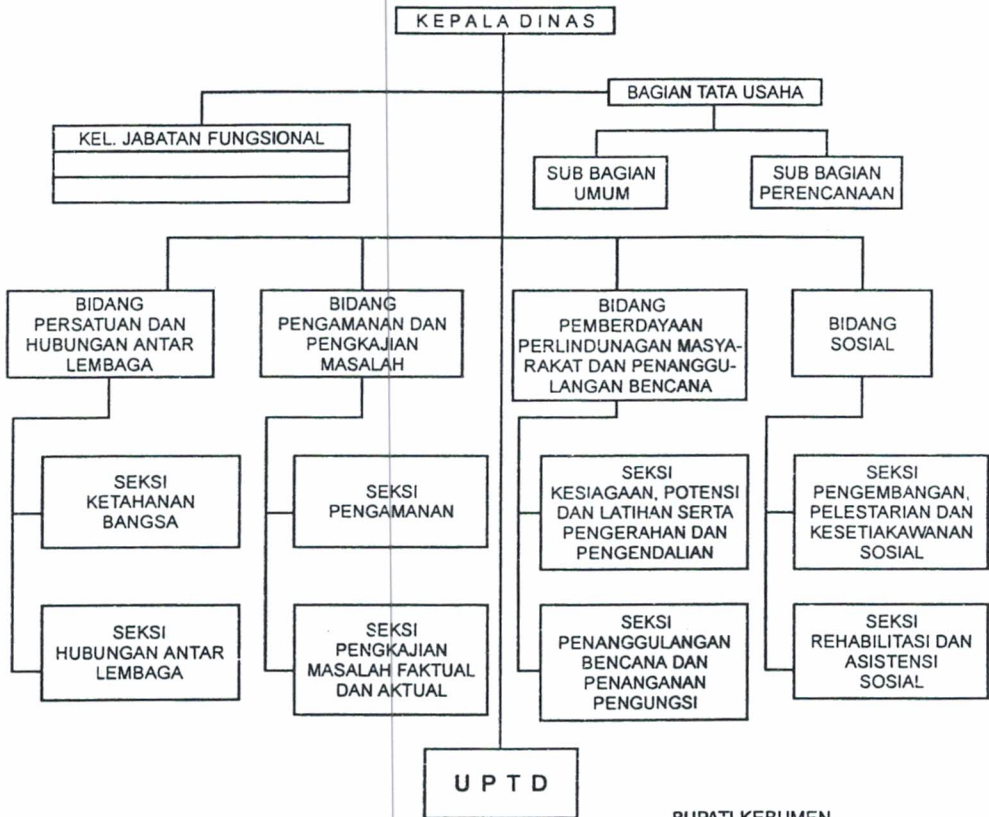 KEPALA DINAS
BAGIAN TATA USAHA
KEL. JABATAN FUNGSIONAL
SUB BAGIAN
UMUM
SUB BAGIAN
PERENCANAAN
BIDANG
PERSATUAN DAN
HUBUNGAN ANTAR
LEMBAGA
BIDANG
PENGAMANAN DAN
PENGKAJIAN
MASALAH
BIDANG
PEMBERDAYAAN
PERLINDUNAGAN MASYA-
RAKAT DAN PENANGGU-
LANGAN BENCANA
BIDANG
SOSIAL
SEKSI
KETAHANAN
BANGSA
SEKSI
PENGAMANAN
SEKSI
KESIAGAAN, POTENSI
DAN LATIHAN SERTA
PENGERAHAN DAN
PENGENDALIAN
SEKSI
PENGEMBANGAN,
PELESTARIAN DAN
KESETIAKAWANAN
SOSIAL
SEKSI
HUBUNGAN ANTAR
LEMBAGA
SEKSI
PENGKAJIAN
MASALAH FAKTUAL
DAN AKTUAL
SEKSI
PENANGGULANGAN
BENCANA DAN
PENANGANAN
PENGUNGSI
SEKSI
REHABILITASI DAN
ASISTENSI
SOSIAL
UPTD
BUPATI KEBUMEN